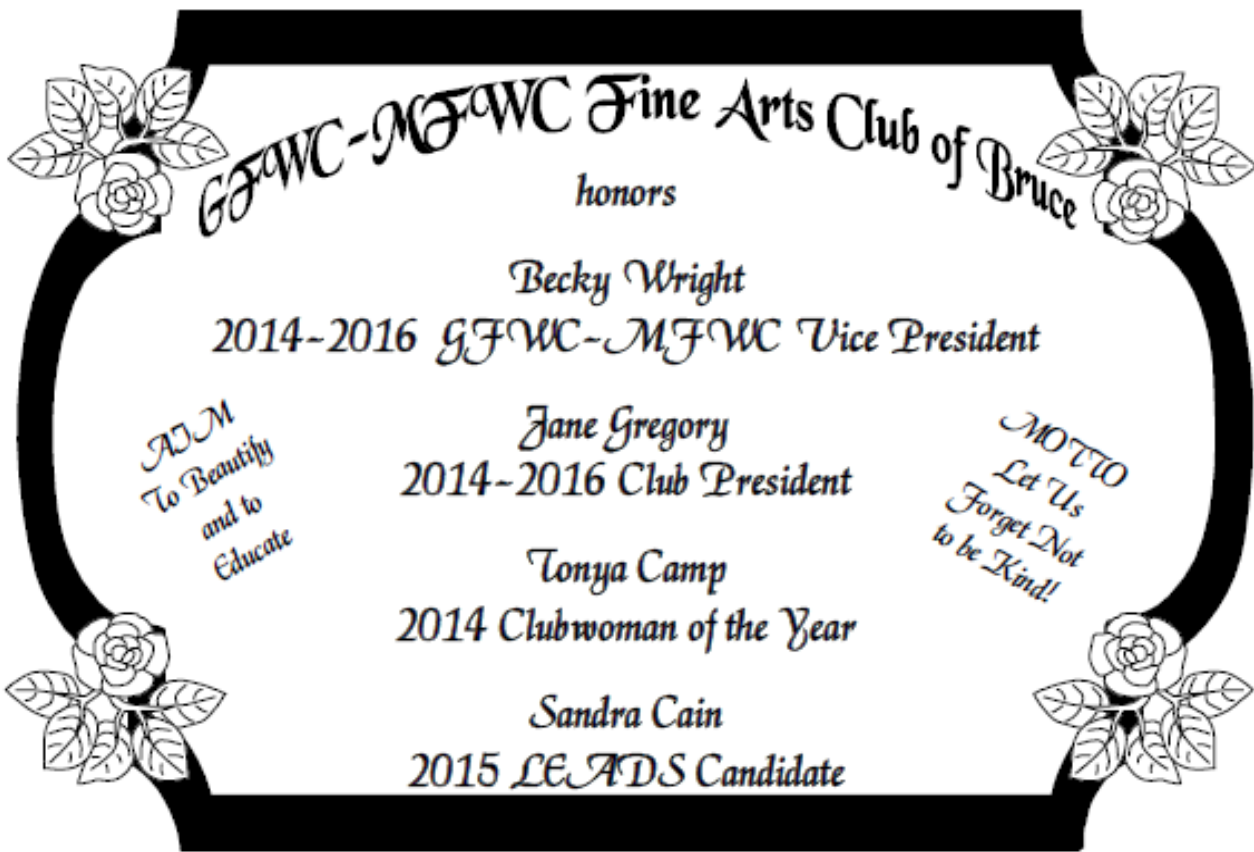 GFWC-MFWC Fine Arts Club of Bruce
honors
Becky Wright
2014~2016 GFWC~MFWC Vice President
Jane Gregory
2014~2016 Club President
Tonya Camp
2014 Clubwoman of the Year
Sandra Cain
2015 LEADS Candidate
AIM
To Beautify
and to
Educate
MOTTO
Let Us
Forget Not
to be Kind!